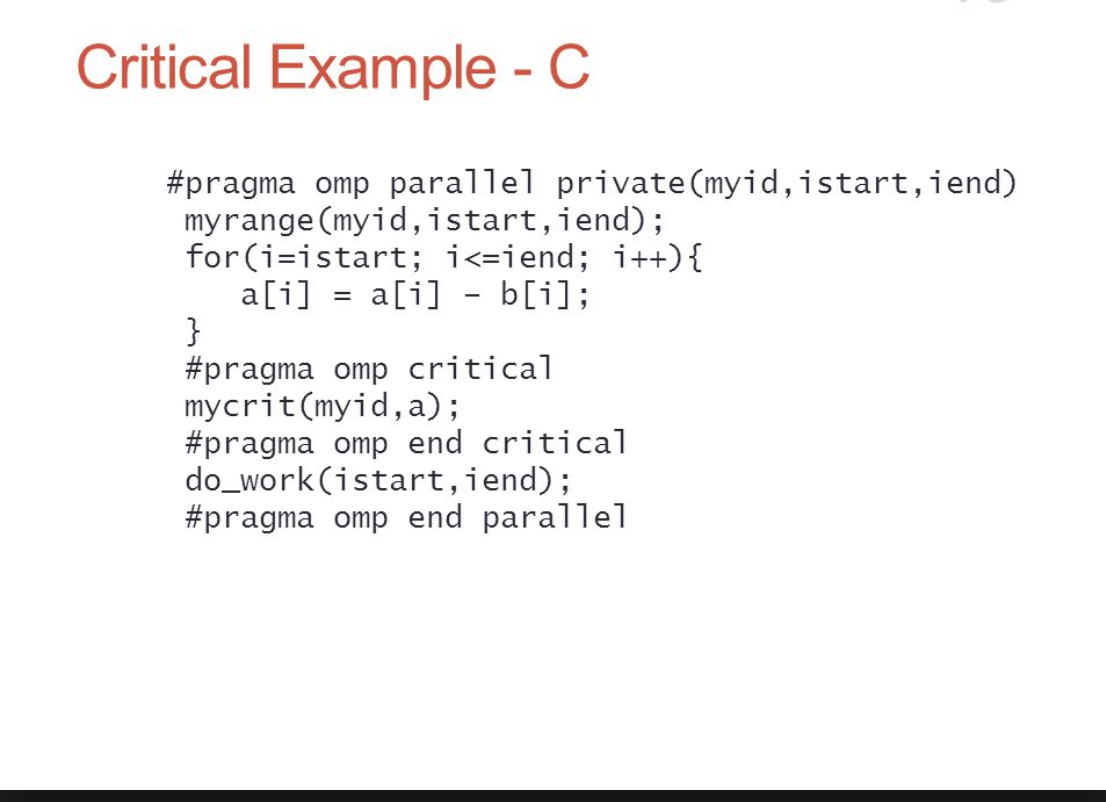 Critical Example - C
#pragma omp parallel private(myid,istart,iend)
myrange(myid,istart,iend);
for(i=istart; i<=iend; i++){
a[i] = a[i] - b[i];
}
#pragma omp critical
mycrit(myid,a);
#pragma omp end critical
do_work(istart,iend);
#pragma omp end parallel